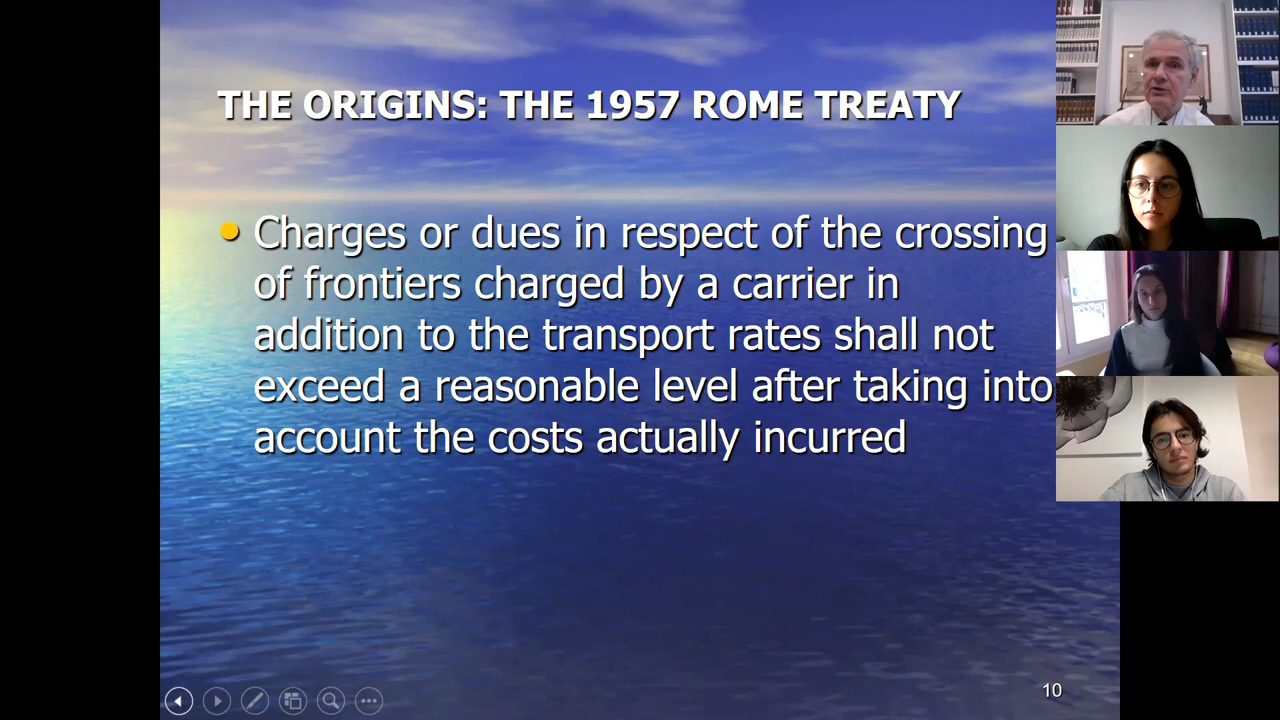 THE ORIGINS: THE 1957 ROME TREATY
Charges or dues in respect of the crossing
of frontiers charged by a carrier in
addition to the transport rates shall not
exceed a reasonable level after taking into
account the costs actually incurred
10